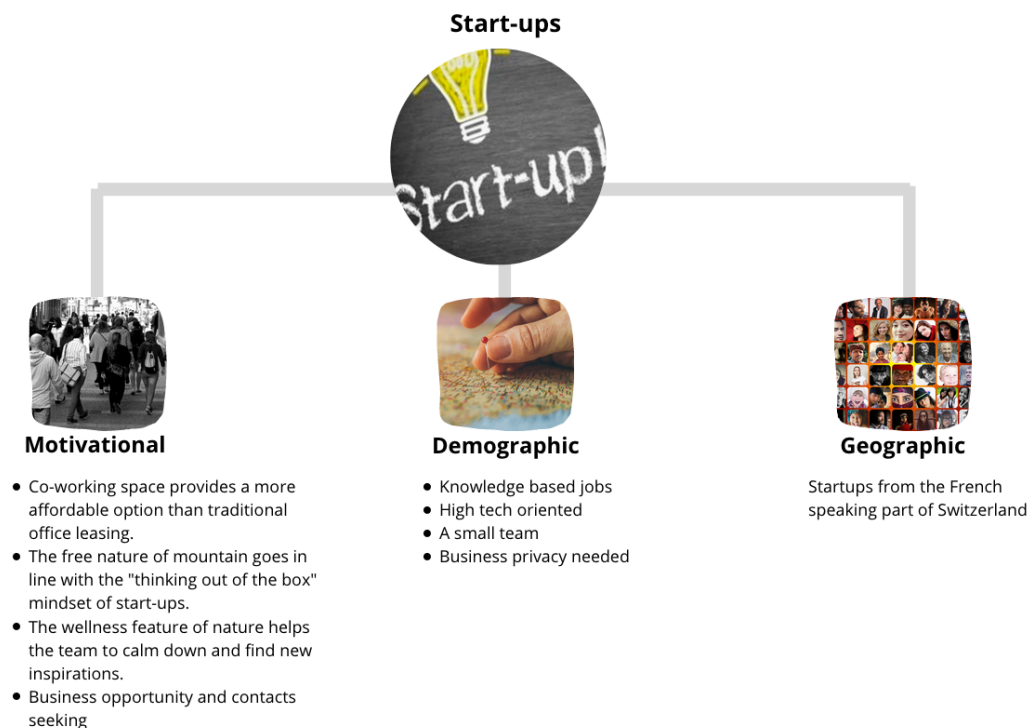 Start-ups
Start-up!
Motivational
• Co-working space provides a more
affordable option than traditional
office leasing.
• The free nature of mountain goes in
line with the "thinking out of the box"
mindset of start-ups.
• The wellness feature of nature helps
the team to calm down and find new
inspirations.
• Business opportunity and contacts
seeking
Demographic
• Knowledge based jobs
• High tech oriented
• A small team
• Business privacy needed
Geographic
Startups from the French
speaking part of Switzerland